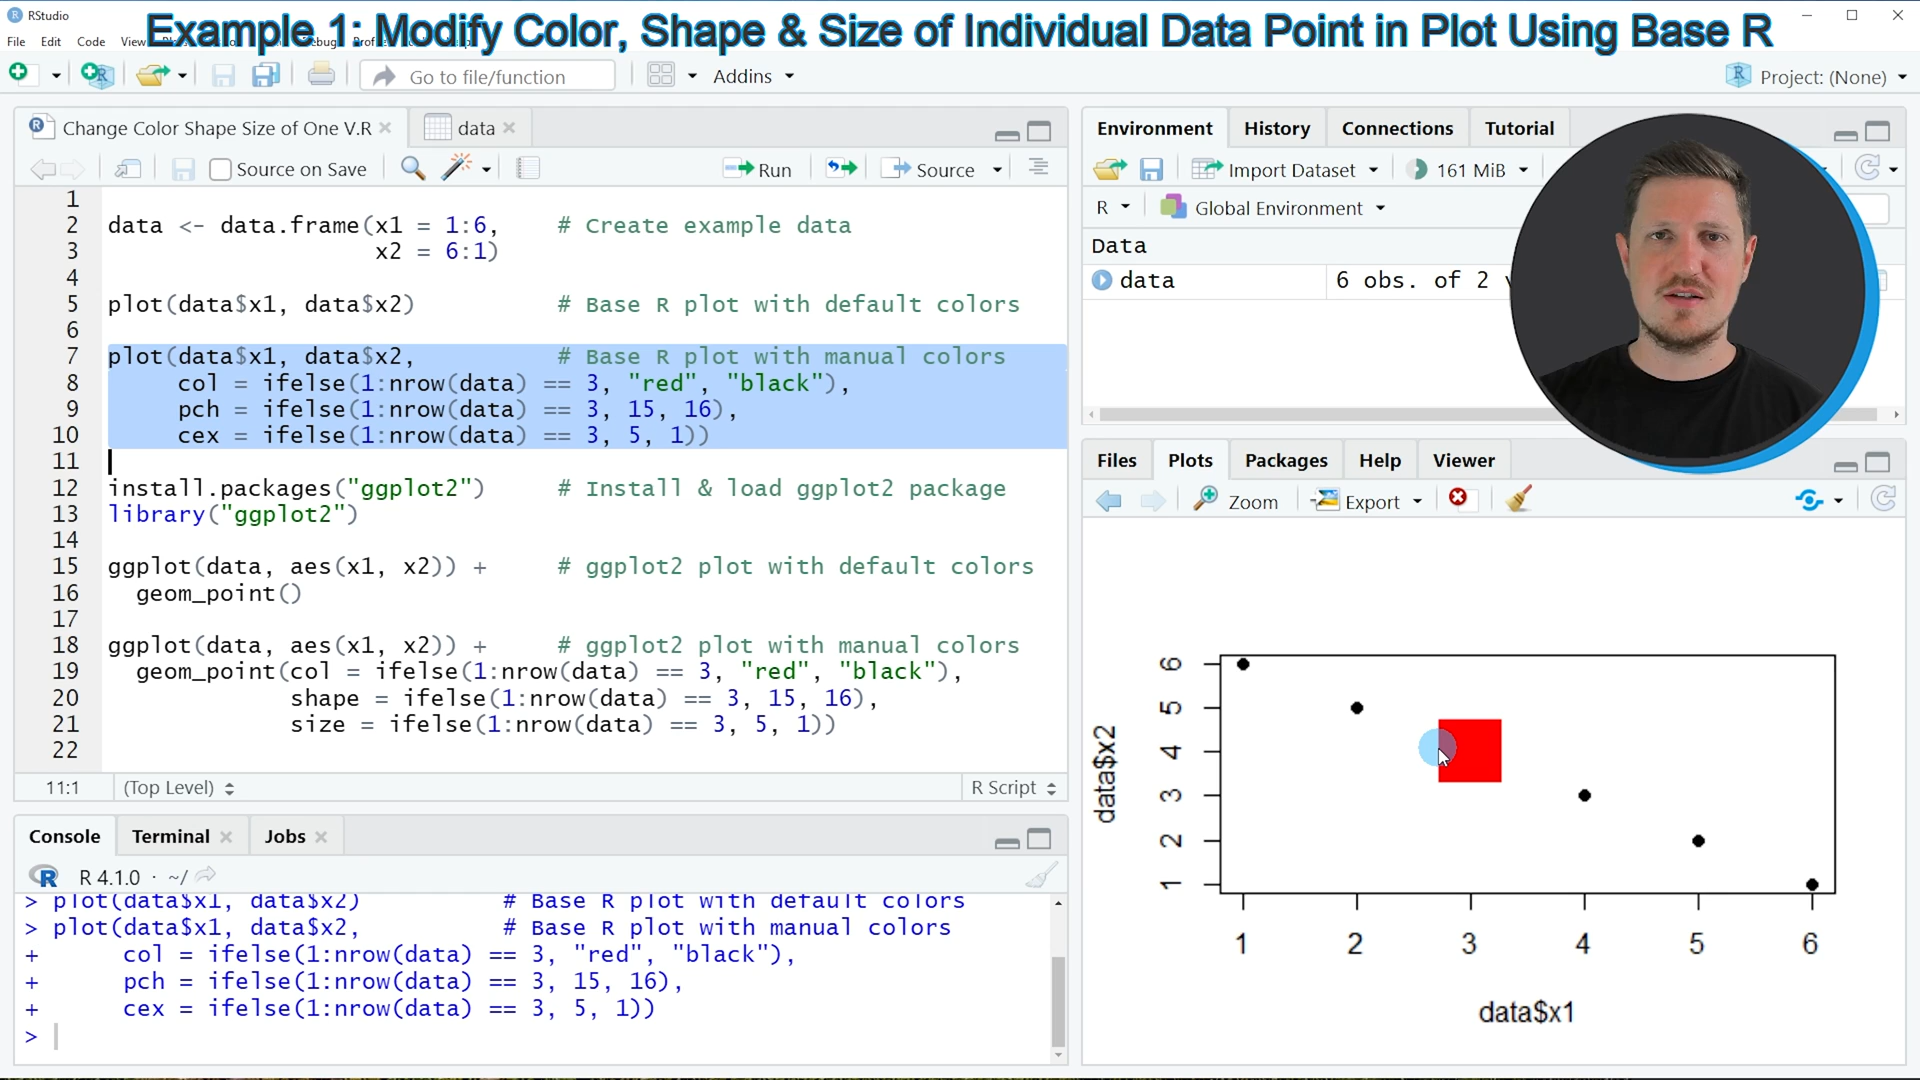 RStudio
Example 1: Modify Color, Shape & Size of Individual Data Point in Plot Using Base R
File Edit Code View
Go to file/function
Addins
Project: (None)
Change Color Shape Size of One V.R
data
Source on Save
Run
Source
1
2 data <- data.frame(x1 = 1:6, # Create example data
3 x2 = 6:1)
4
5 plot(data$x1, data$x2) # Base R plot with default colors
6
7 plot(data$x1, data$x2, # Base R plot with manual colors
8 col = ifelse(1:nrow(data) == 3, "red", "black"),
9 pch = ifelse(1:nrow(data) == 3, 15, 16),
10 cex = ifelse(1:nrow(data) == 3, 5, 1))
11
12 install.packages("ggplot2") # Install & load ggplot2 package
13 library("ggplot2")
14
15 ggplot(data, aes(x1, x2)) + # ggplot2 plot with default colors
16 geom_point()
17
18 ggplot(data, aes(x1, x2)) + # ggplot2 plot with manual colors
19 geom_point(col = ifelse(1:nrow(data) == 3, "red", "black"),
20 shape = ifelse(1:nrow(data) == 3, 15, 16),
21 size = ifelse(1:nrow(data) == 3, 5, 1))
22
11:1 (Top Level) R Script
Console Terminal Jobs
R 4.1.0 · ~/
> plot(data$x1, data$x2) # Base R plot with default colors
> plot(data$x1, data$x2, # Base R plot with manual colors
+ col = ifelse(1:nrow(data) == 3, "red", "black"),
+ pch = ifelse(1:nrow(data) == 3, 15, 16),
+ cex = ifelse(1:nrow(data) == 3, 5, 1))
>
Environment History Connections Tutorial
Import Dataset 161 MiB
R Global Environment
Data
data 6 obs. of 2
Files Plots Packages Help Viewer
Zoom Export
6
5
4
3
2
1
data$x2
1 2 3 4 5 6
data$x1